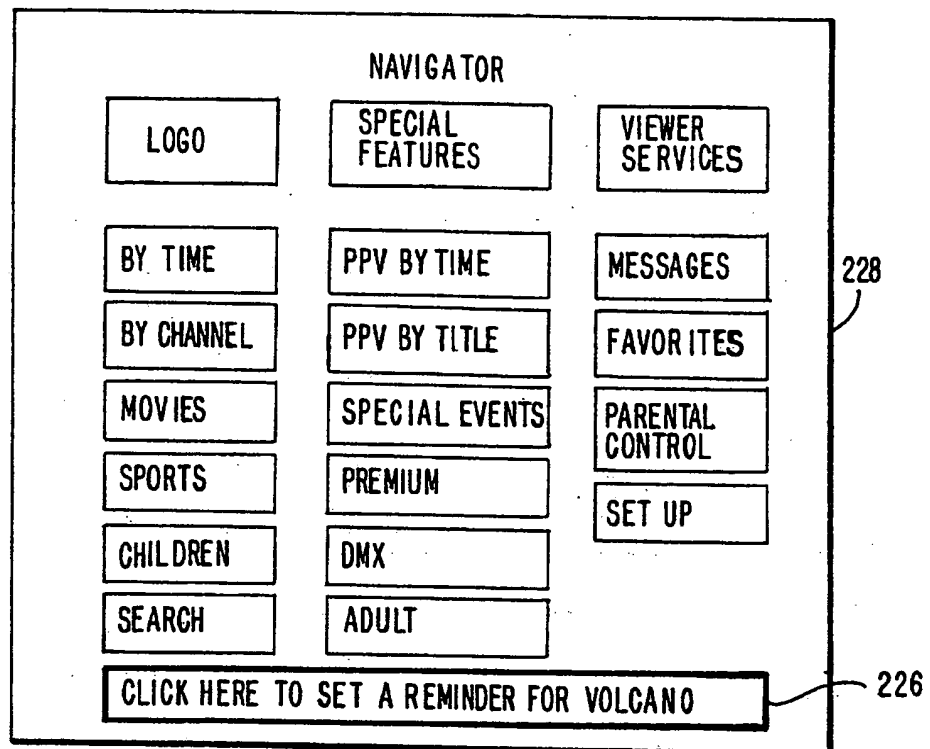 NAVIGATOR
LOGO
SPECIAL
FEATURES
VIEWER
SERVICES
BY TIME
PPV BY TIME
MESSAGES
BY CHANNEL
PPV BY TITLE
FAVORITES
MOVIES
SPECIAL EVENTS
PARENTAL
CONTROL
SPORTS
PREMIUM
SET UP
CHILDREN
DMX
SEARCH
ADULT
CLICK HERE TO SET A REMINDER FOR VOLCANO
228
226